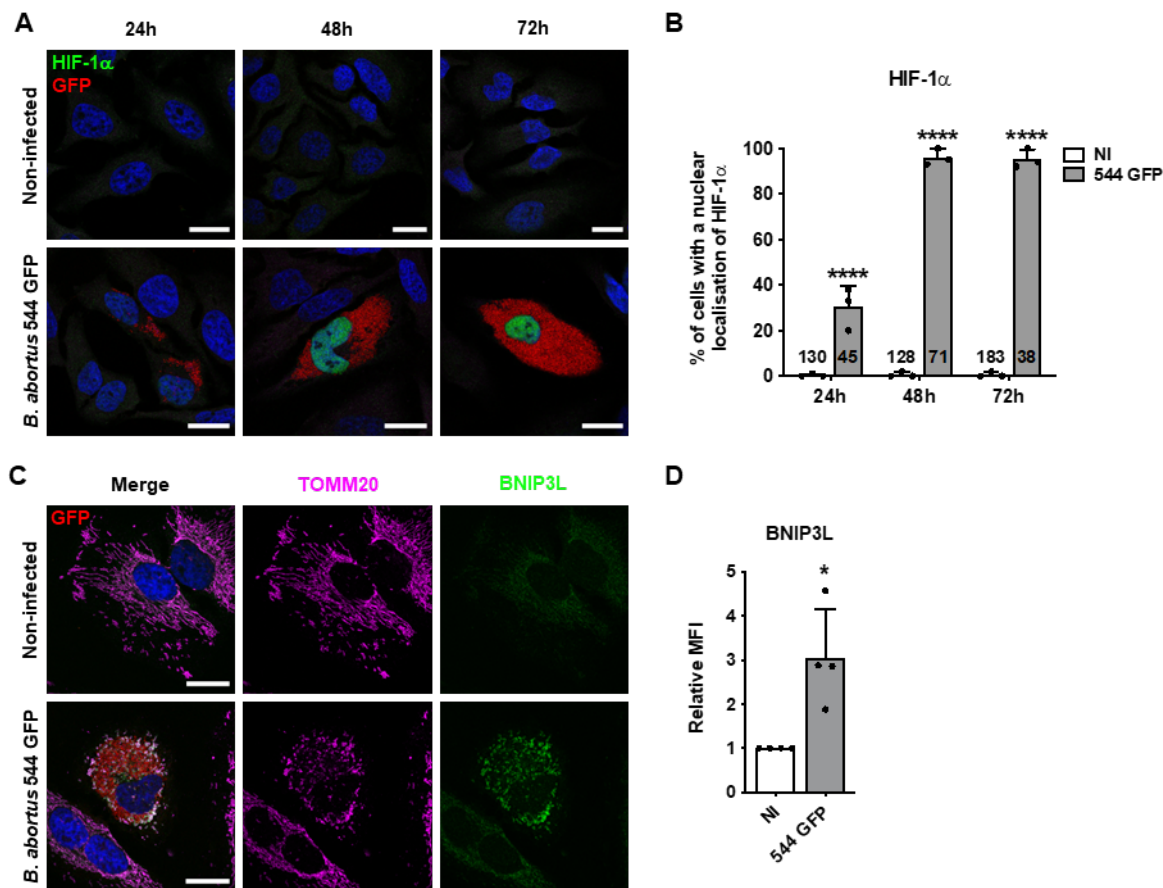 A
24h
48h
72h
HIF-1α
GFP
Non-infected
B. abortus 544 GFP
B
HIF-1α
% of cells with a nuclear
localisation of HIF-1α
100
80
60
40
20
0
****
****
****
130
45
128
71
183
38
24h
48h
72h
NI
544 GFP
C
Merge
TOMM20
BNIP3L
GFP
Non-infected
B. abortus 544 GFP
D
BNIP3L
Relative MFI
5
4
3
2
1
0
*
NI
544 GFP